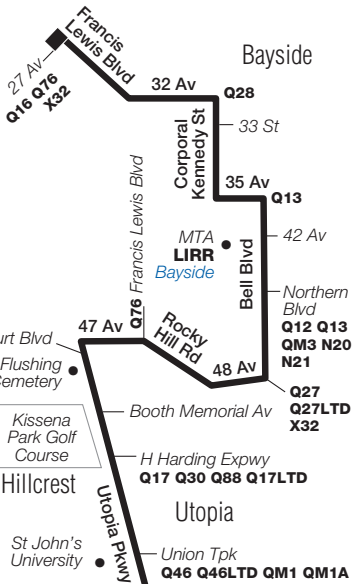 Francis
Lewis Blvd
Bayside
27 Av
Q16 Q76
X32
32 Av
Q28
33 St
Corporal
Kennedy St
35 Av
Q13
Q76 Francis Lewis Blvd
MTA
LIRR
Bayside
42 Av
Bell Blvd
Northern
Blvd
Q12 Q13
QM3 N20
N21
47 Av
Rocky
Hill Rd
48 Av
Q27
Q27LTD
X32
Blvd
Flushing
Booth Memorial Av
Kissena
Park Golf
Course
H Harding Expwy
Q17 Q30 Q88 Q17LTD
Hillcrest
Utopia Pkwy
Utopia
St John's
University
Union Tpk
Q46 Q46LTD QM1 QM1A